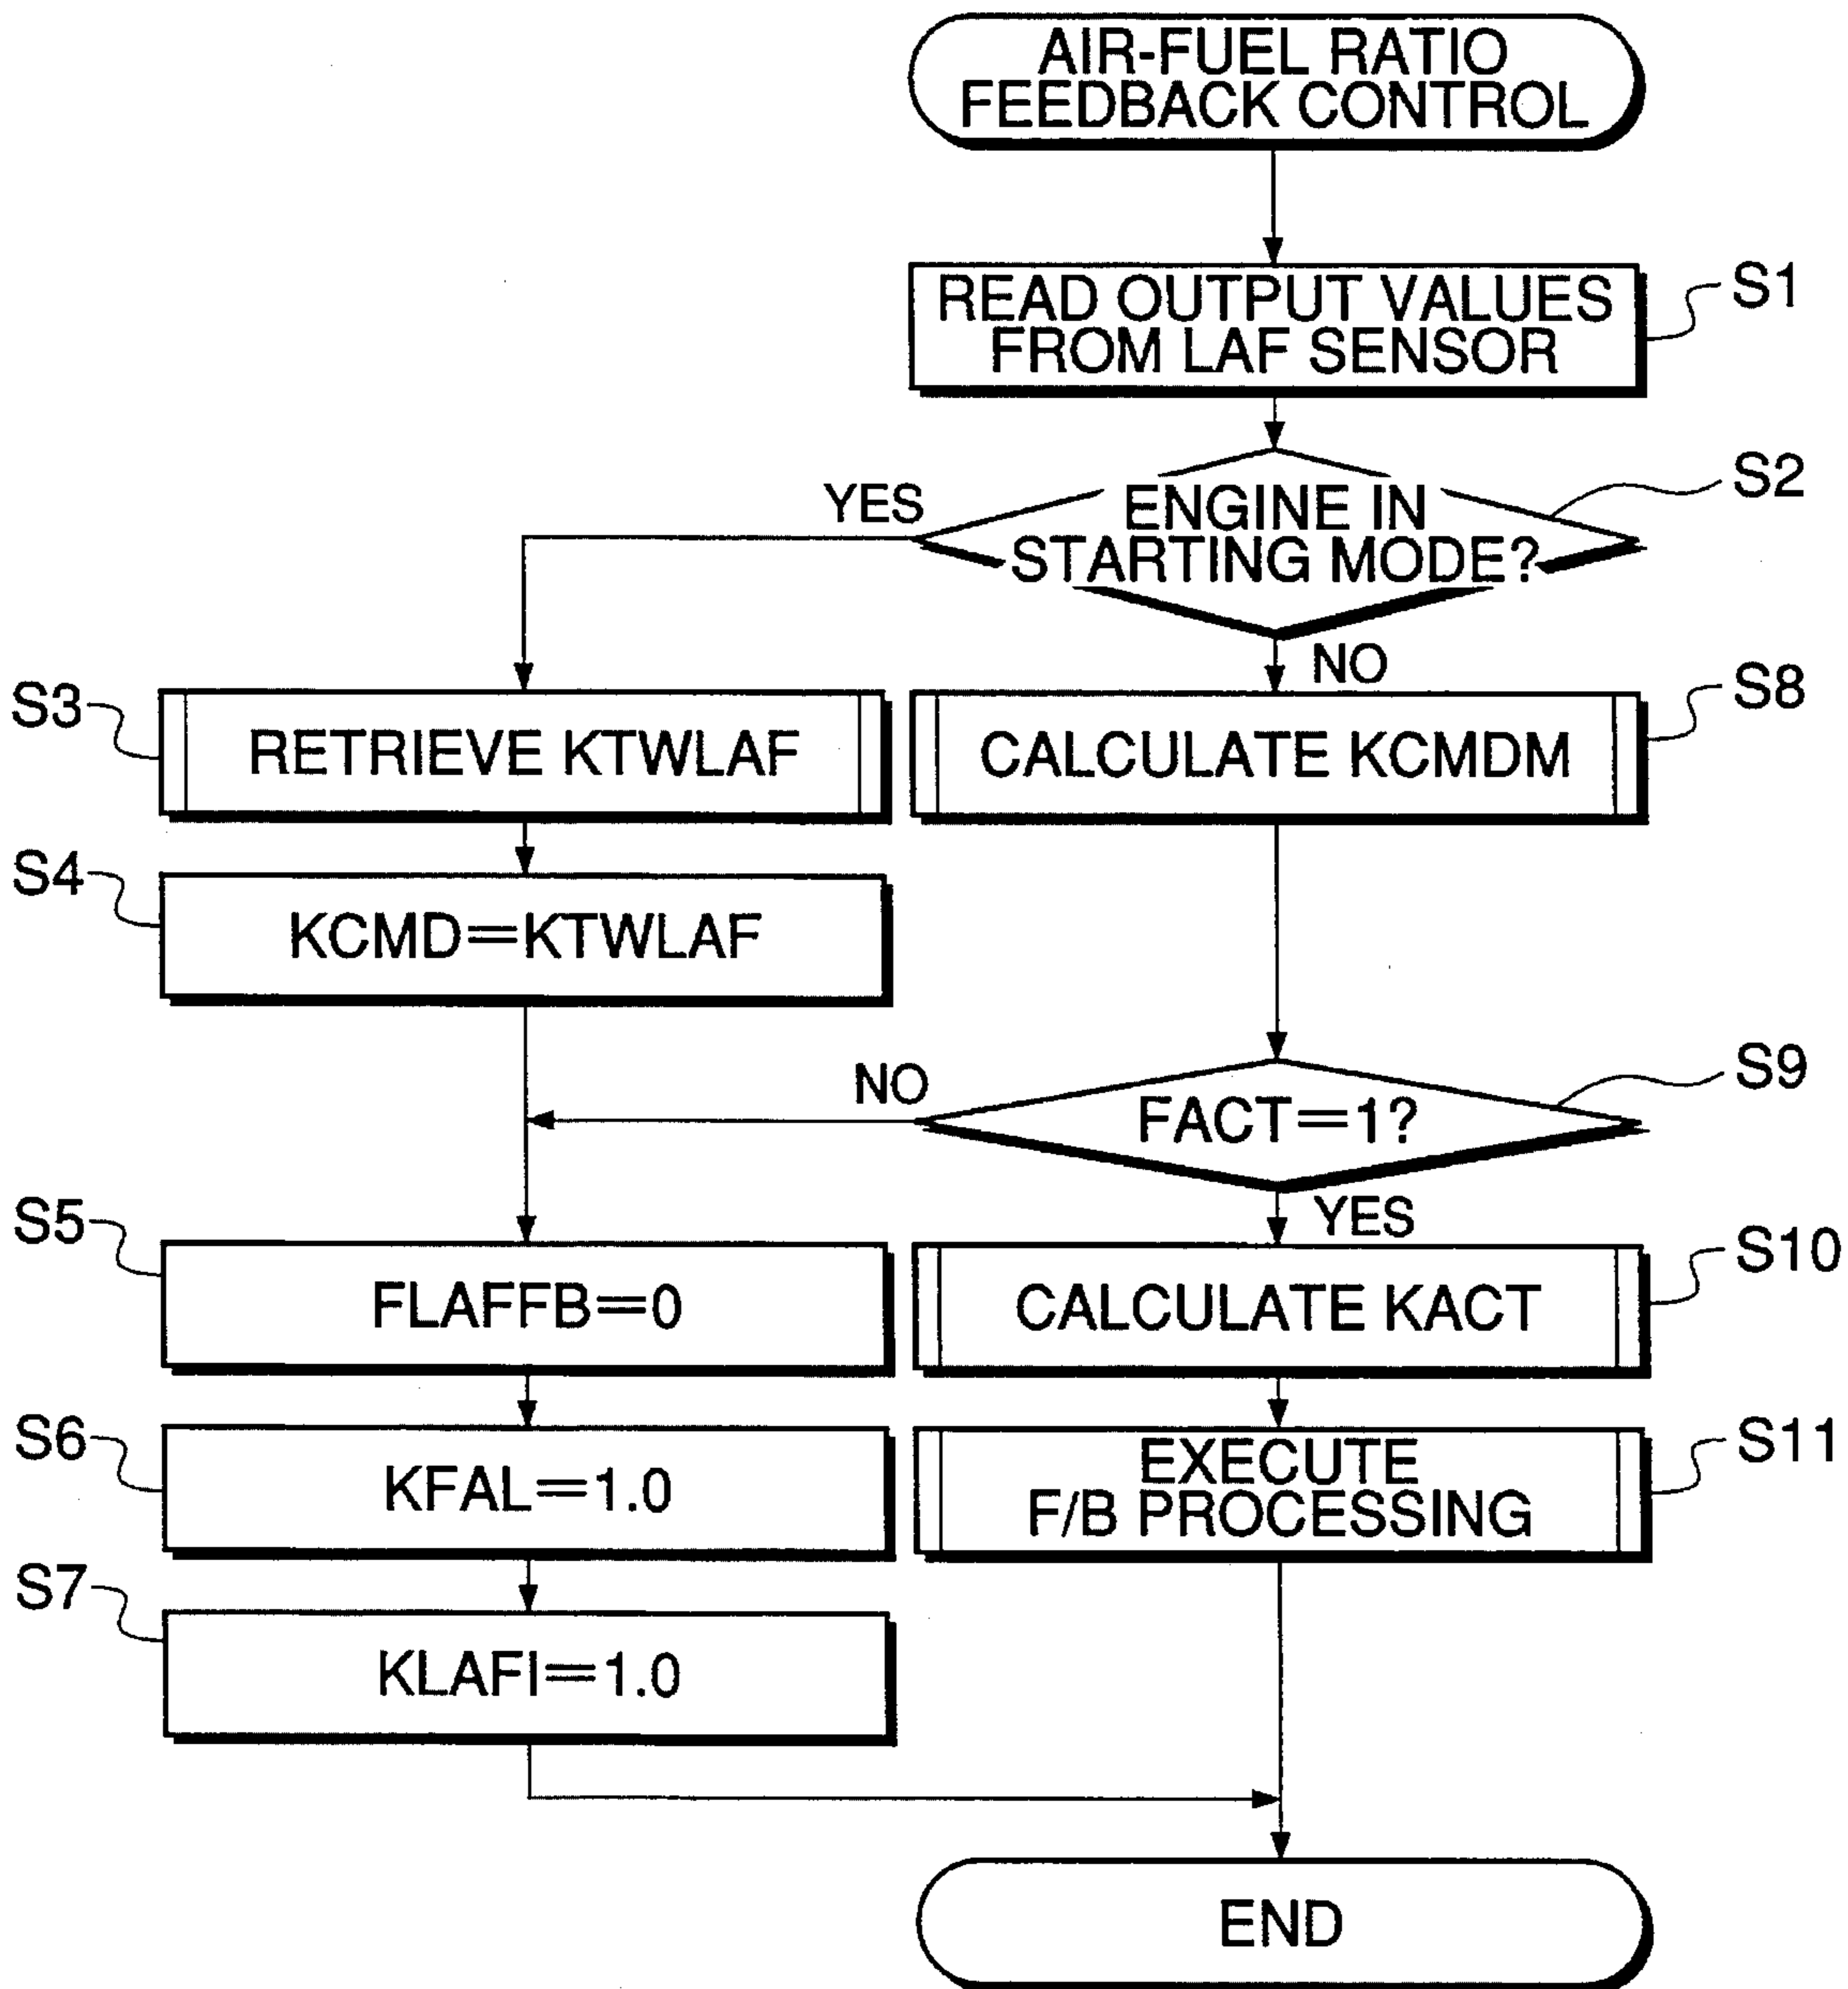 AIR-FUEL RATIO
FEEDBACK CONTROL
READ OUTPUT VALUES
FROM LAF SENSOR
S1
ENGINE IN
STARTING MODE?
S2
YES
NO
S3
RETRIEVE KTWLAF
CALCULATE KCMDM
S8
S4
KCMD=KTWLAF
NO
FACT=1?
S9
YES
S5
FLAFFB=0
CALCULATE KACT
S10
S6
KFAL=1.0
EXECUTE
F/B PROCESSING
S11
S7
KLAFI=1.0
END